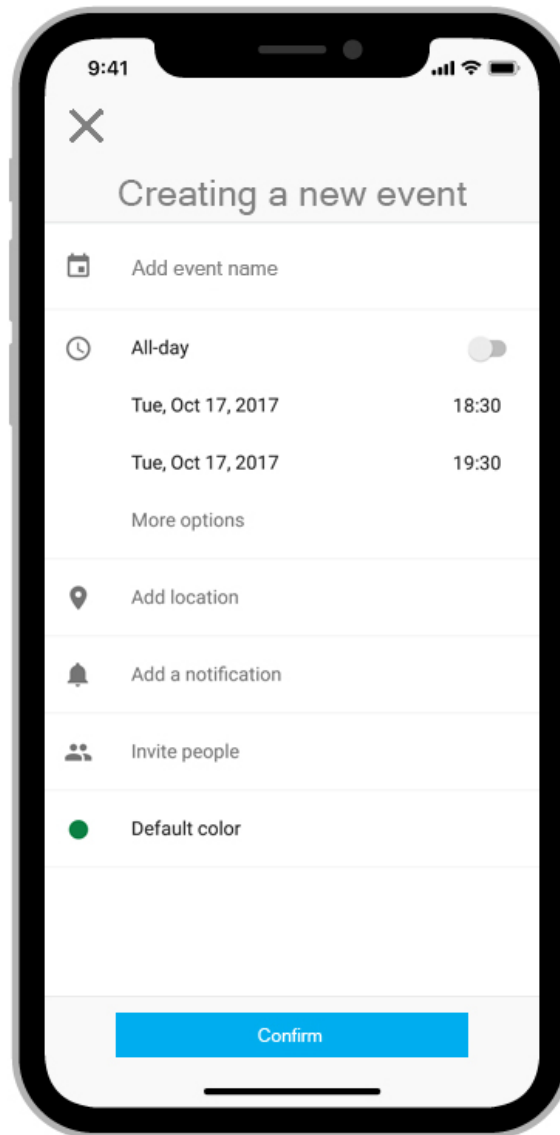 9:41
Creating a new event
Add event name
All-day
Tue, Oct 17, 2017 18:30
Tue, Oct 17, 2017 19:30
More options
Add location
Add a notification
Invite people
Default color
Confirm